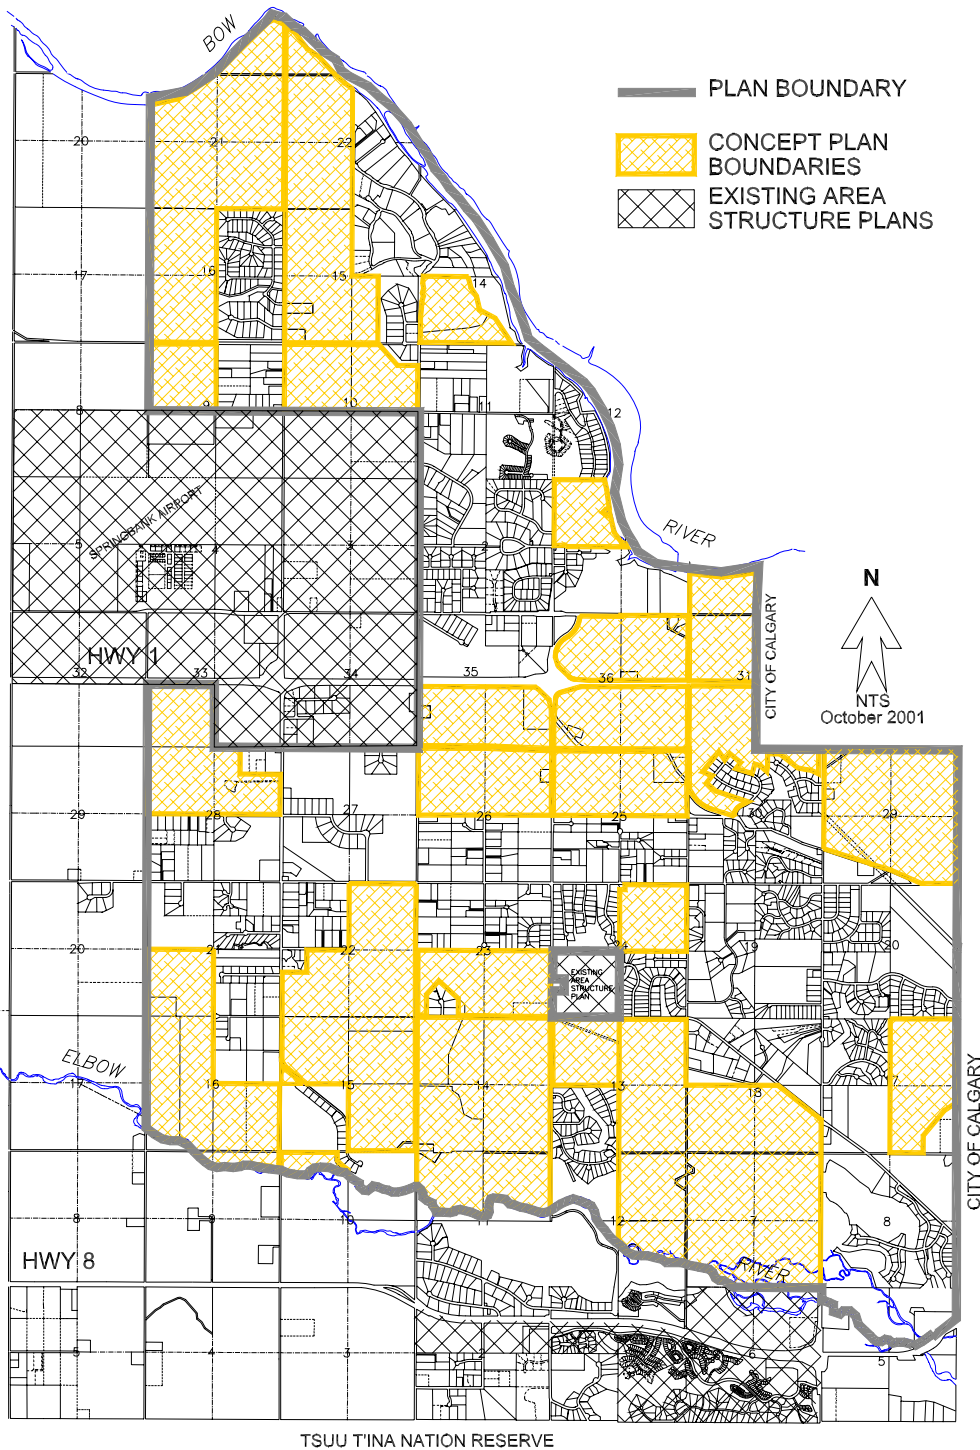 BOW
PLAN BOUNDARY
CONCEPT PLAN
BOUNDARIES
EXISTING AREA
STRUCTURE PLANS
20
21
22
17
16
15
14
9
10
11
12
8
SPRINGBANK AIRPORT
5
4
3
2
RIVER
N
NTS
October 2001
CITY OF CALGARY
HWY 1
32
33
34
35
36
31
29
28
27
26
25
30
29
20
21
22
23
24
19
20
EXISTING
AREA
STRUCTURE
PLAN
ELBOW
17
16
15
14
13
18
17
CITY OF CALGARY
8
9
10
11
12
7
8
HWY 8
RIVER
5
4
3
2
6
5
TSUU T'INA NATION RESERVE